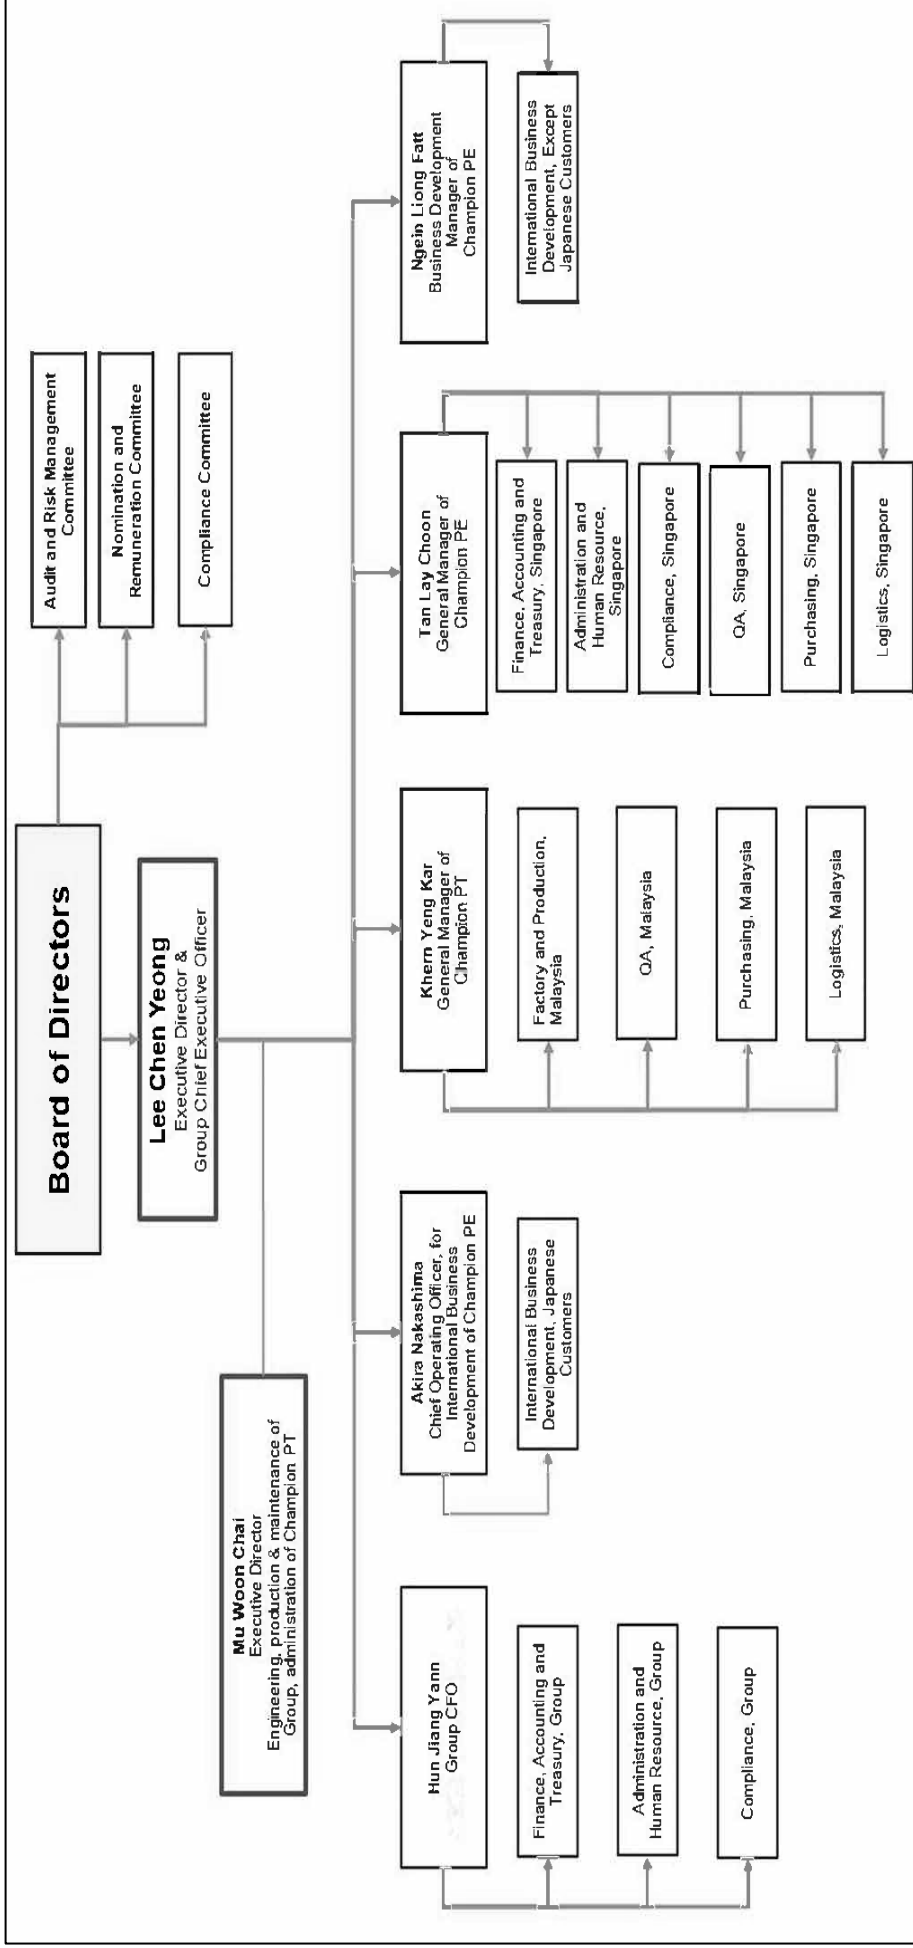 Board of Directors
Audit and Risk Management
Committee
Nomination and
Remuneration Committee
Compliance Committee
Lee Chen Yeong
Executive Director &
Group Chief Executive Officer
Mu Woon Chai
Executive Director
Engineering, production & maintenance of
Group, administration of Champion PT
Hun Jiang Yann
Group CFO
Finance, Accounting and
Treasury, Group
Administration and
Human Resource, Group
Compliance, Group
Akira Nakashima
Chief Operating Officer, for
International Business
Development of Champion PE
International Business
Development, Japanese
Customers
Khern Yeng Kar
General Manager of
Champion PT
Factory and Production,
Malaysia
QA, Malaysia
Purchasing, Malaysia
Logistics, Malaysia
Tan Lay Choon
General Manager of
Champion PE
Finance, Accounting and
Treasury, Singapore
Administration and
Human Resource,
Singapore
Compliance, Singapore
QA, Singapore
Purchasing, Singapore
Logistics, Singapore
Ngein Liong Fatt
Business Development
Manager of
Champion PE
International Business
Development, Except
Japanese Customers